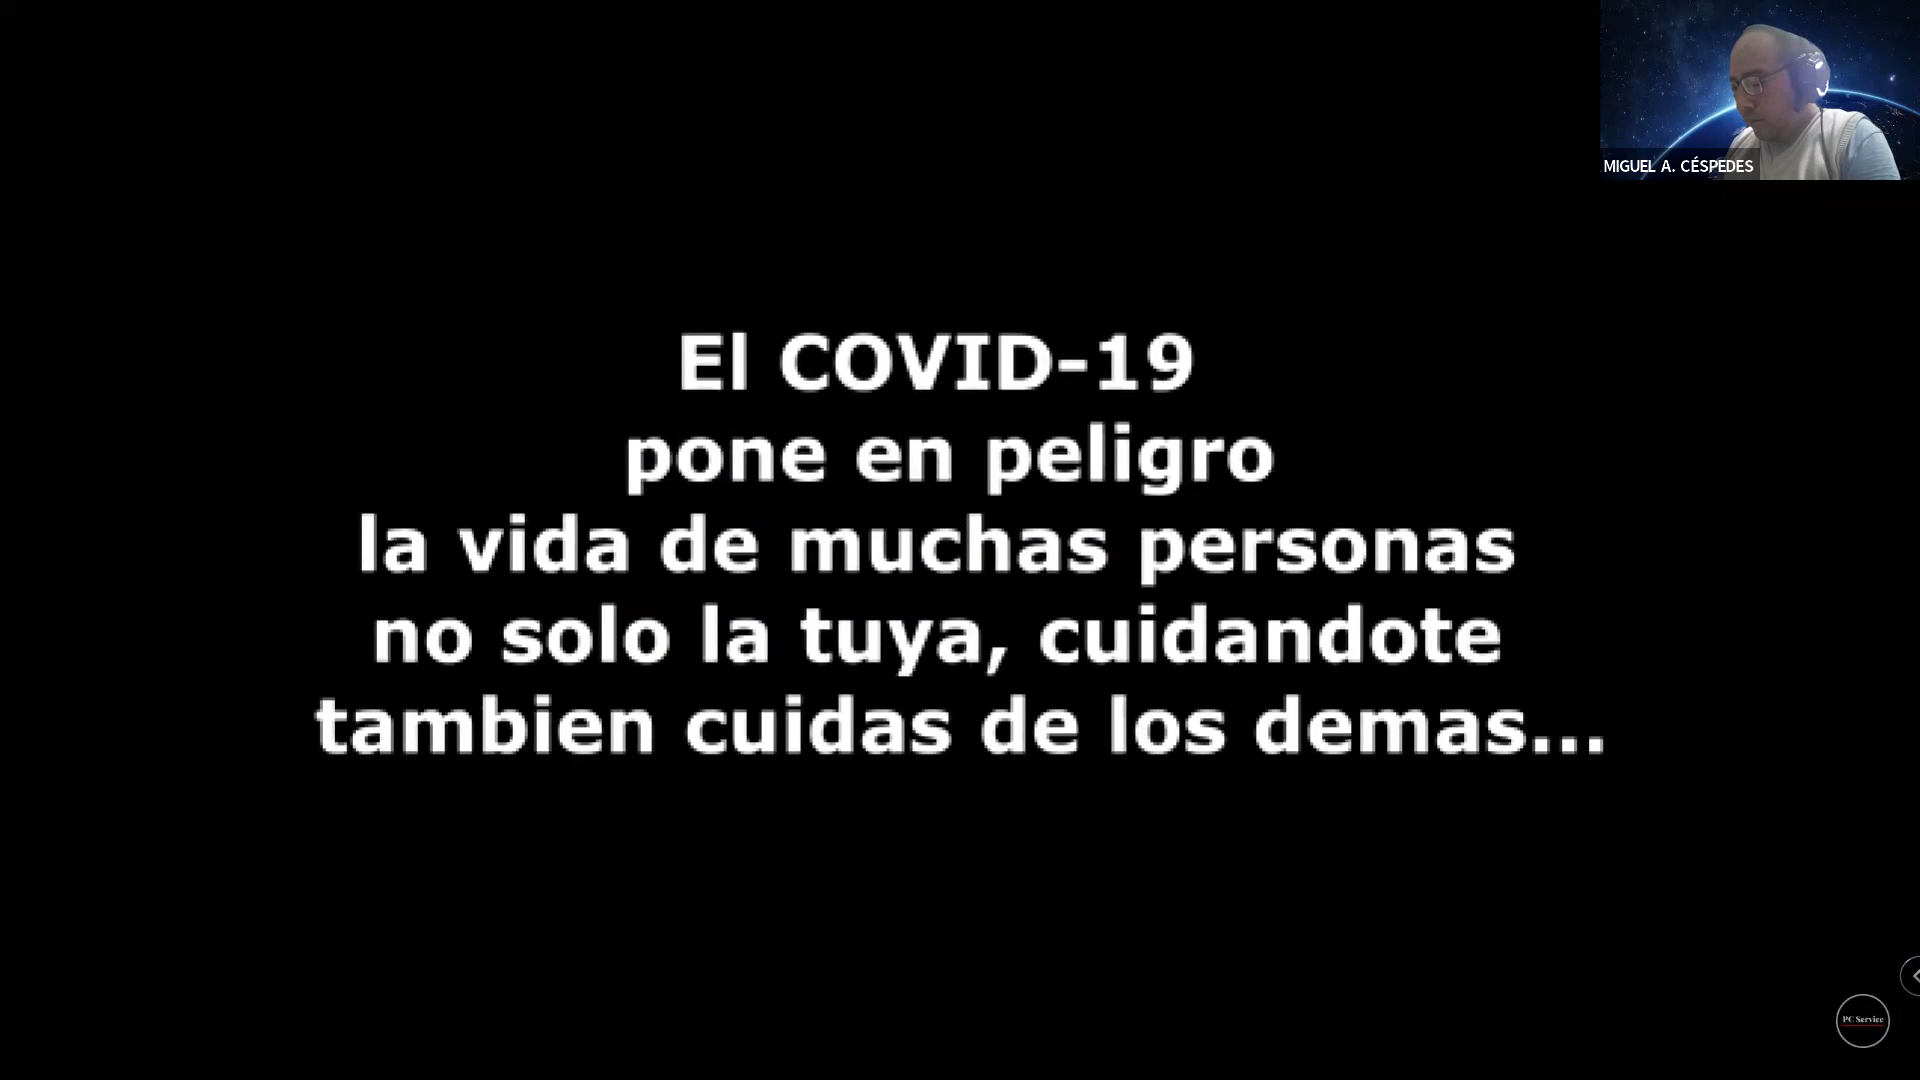 MIGUEL A. CÉSPEDES
El COVID-19
pone en peligro
la vida de muchas personas
no solo la tuya, cuidandote
tambien cuidas de los demas...
PC Service